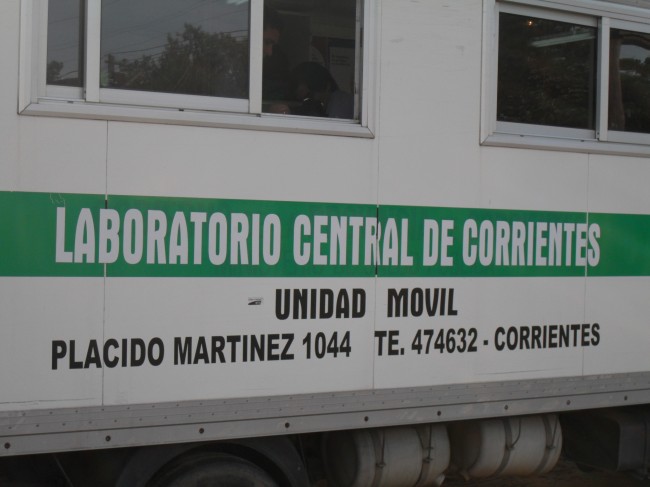 LABORATORIO CENTRAL DE CORRIENTES
- UNIDAD MOVIL
PLACIDO MARTINEZ 1044 TE. 474632 - CORRIENTES